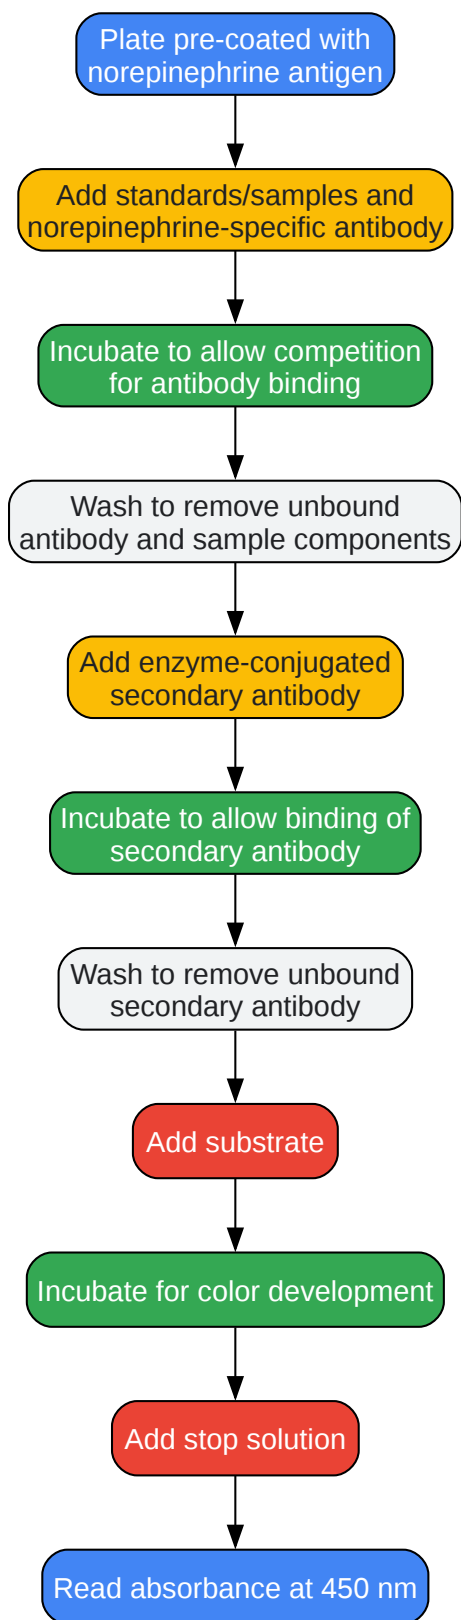 Plate pre-coated with
norepinephrine antigen
Add standards/samples and
norepinephrine-specific antibody
Incubate to allow competition
for antibody binding
Wash to remove unbound
antibody and sample components
Add enzyme-conjugated
secondary antibody
Incubate to allow binding of
secondary antibody
Wash to remove unbound
secondary antibody
Add substrate
Incubate for color development
Add stop solution
Read absorbance at 450 nm